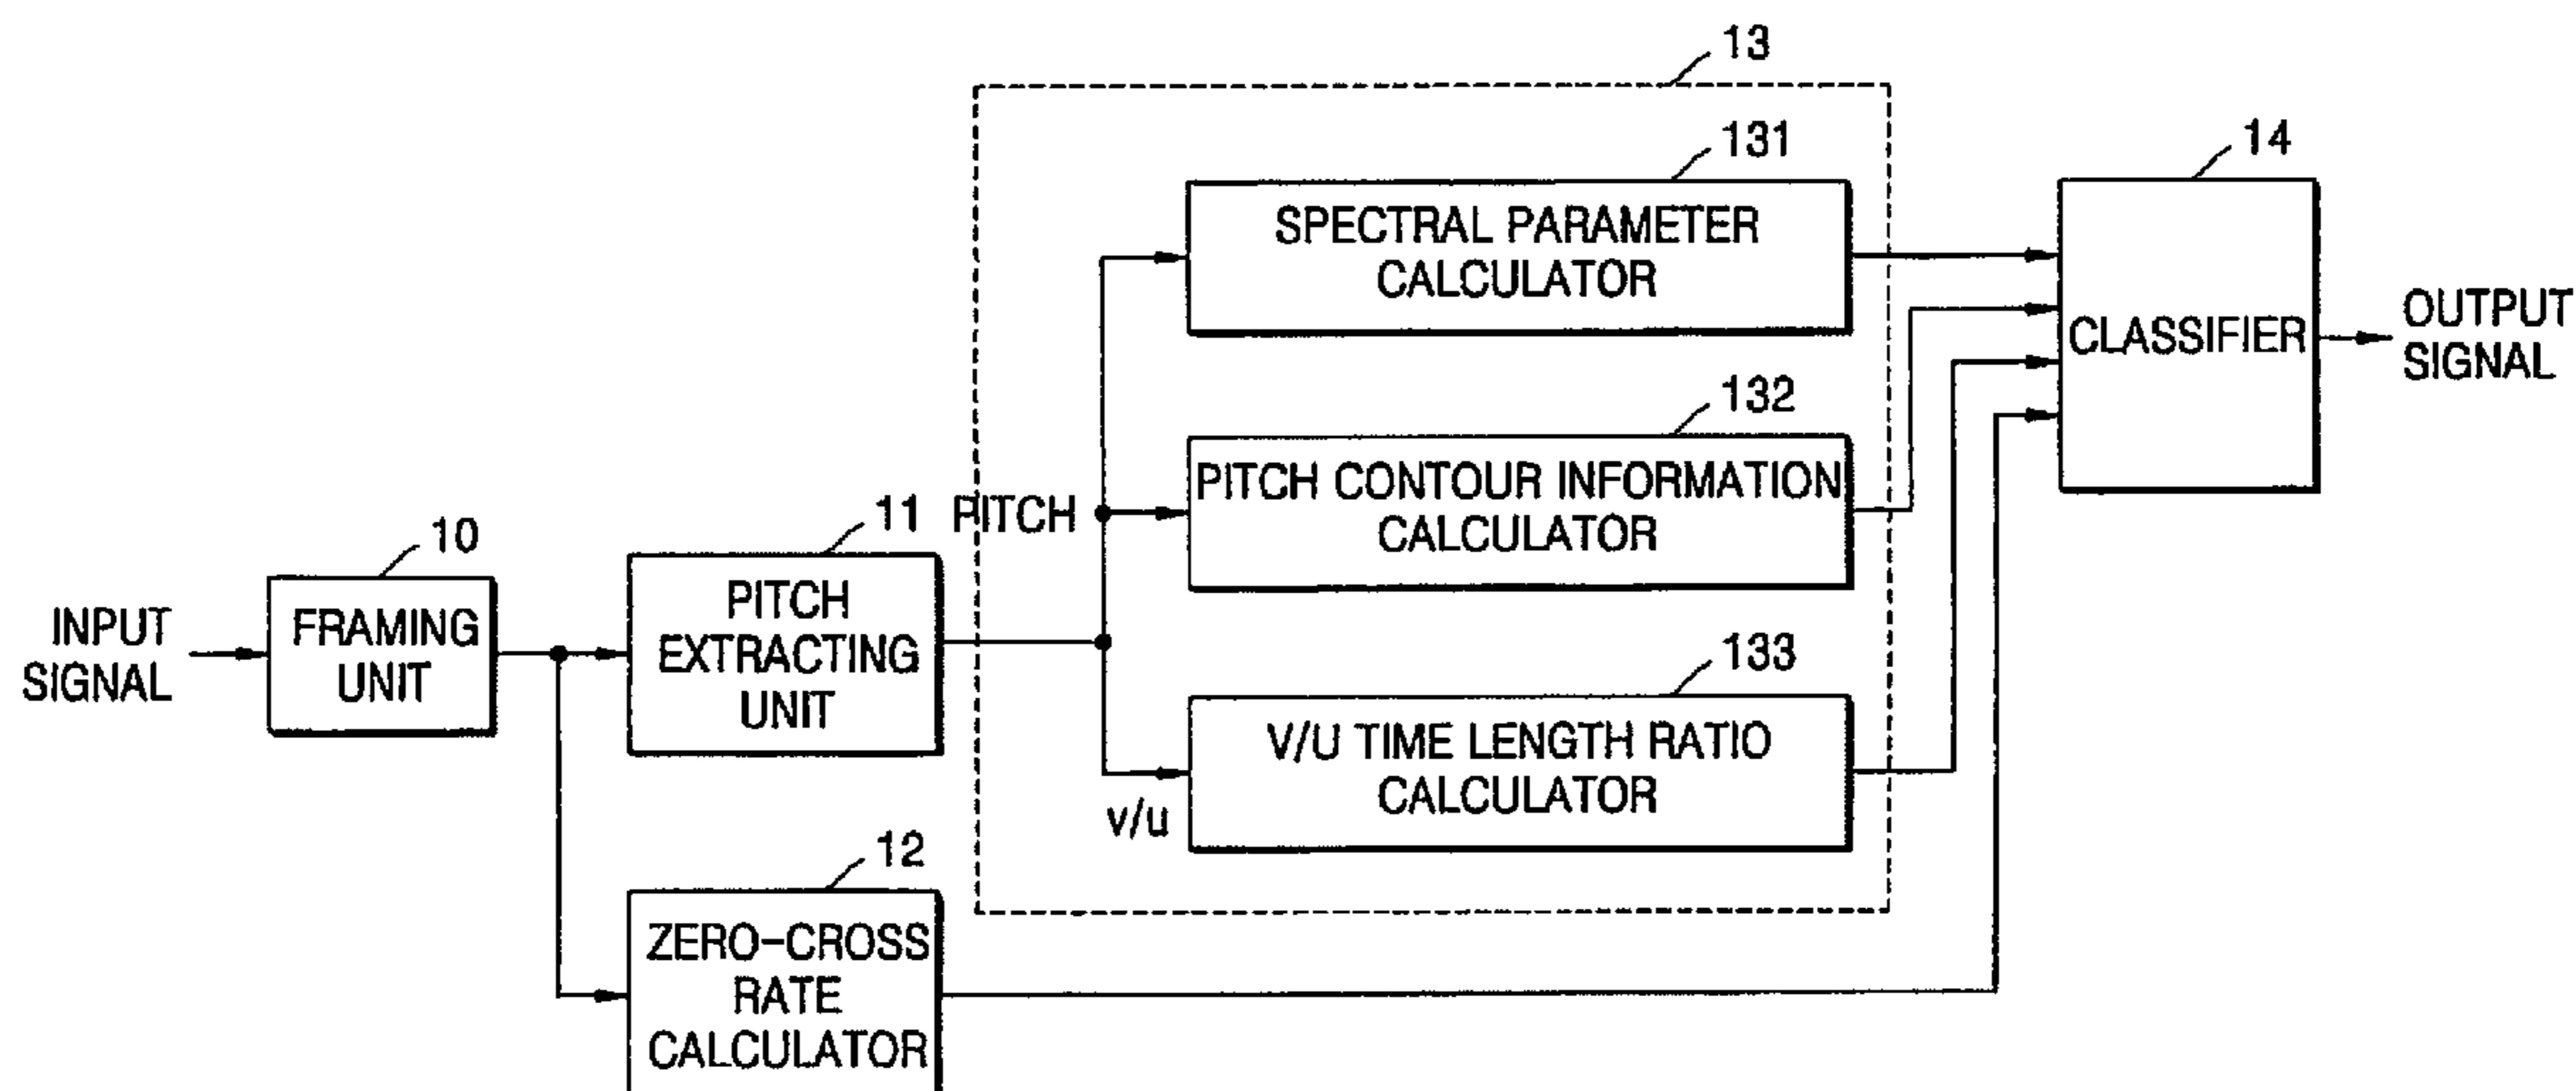 13
131
SPECTRAL PARAMETER
CALCULATOR
14
CLASSIFIER
OUTPUT
SIGNAL
132
PITCH CONTOUR INFORMATION
CALCULATOR
PITCH
11
PITCH
EXTRACTING
UNIT
10
FRAMING
UNIT
INPUT
SIGNAL
133
V/U TIME LENGTH RATIO
CALCULATOR
v/u
12
ZERO-CROSS
RATE
CALCULATOR